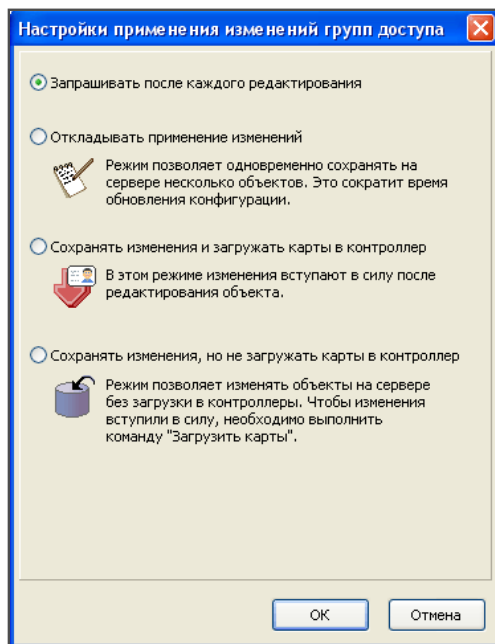 Настройки применения изменений групп доступа
Запрашивать после каждого редактирования
Откладывать применение изменений
Режим позволяет одновременно сохранять на
сервере несколько объектов. Это сократит время
обновления конфигурации.
Сохранять изменения и загружать карты в контроллер
В этом режиме изменения вступают в силу после
редактирования объекта.
Сохранять изменения, но не загружать карты в контроллер
Режим позволяет изменять объекты на сервере
без загрузки в контроллеры. Чтобы изменения
вступили в силу, необходимо выполнить
команду "Загрузить карты".
ОК
Отмена